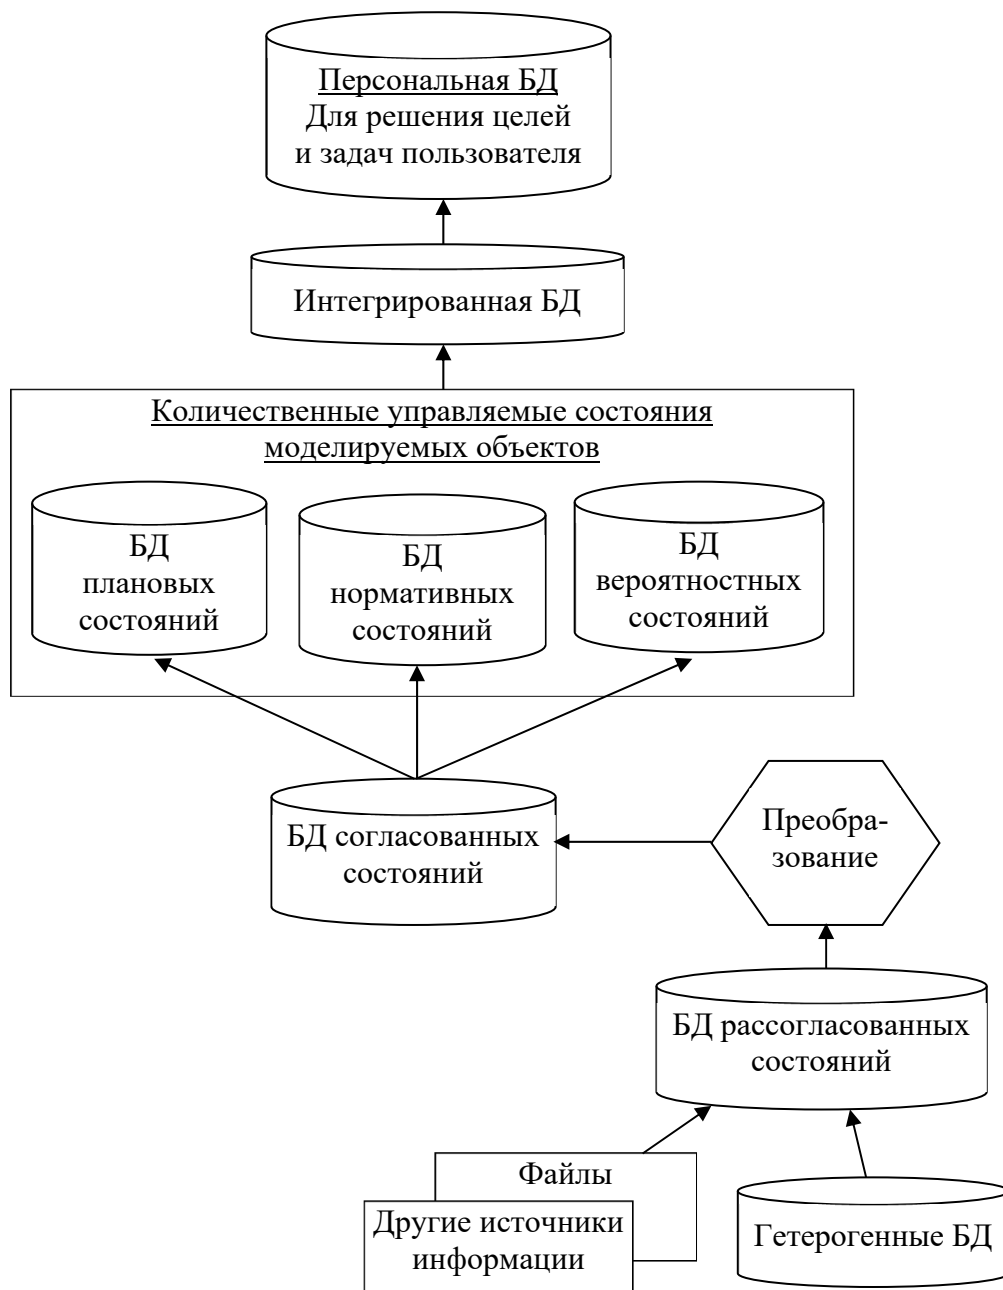 Персональная БД
Для решения целей
и задач пользователя
Интегрированная БД
Количественные управляемые состояния
моделируемых объектов
БД
плановых
состояний
БД
нормативных
состояний
БД
вероятностных
состояний
БД согласованных
состояний
Преобра-
зование
БД рассогласованных
состояний
Файлы
Другие источники
информации
Гетерогенные БД